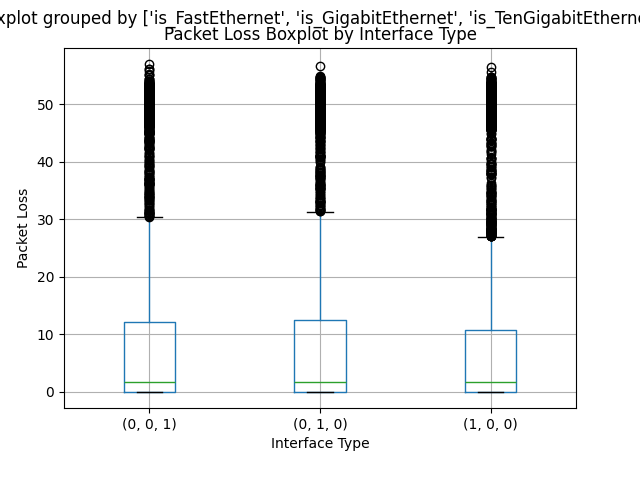 xplot grouped by ['is_FastEthernet', 'is_GigabitEthernet', 'is_TenGigabitEtherne
Packet Loss Boxplot by Interface Type
50
40
30
20
10
0
Packet Loss
(0, 0, 1) (0, 1, 0) (1, 0, 0)
Interface Type